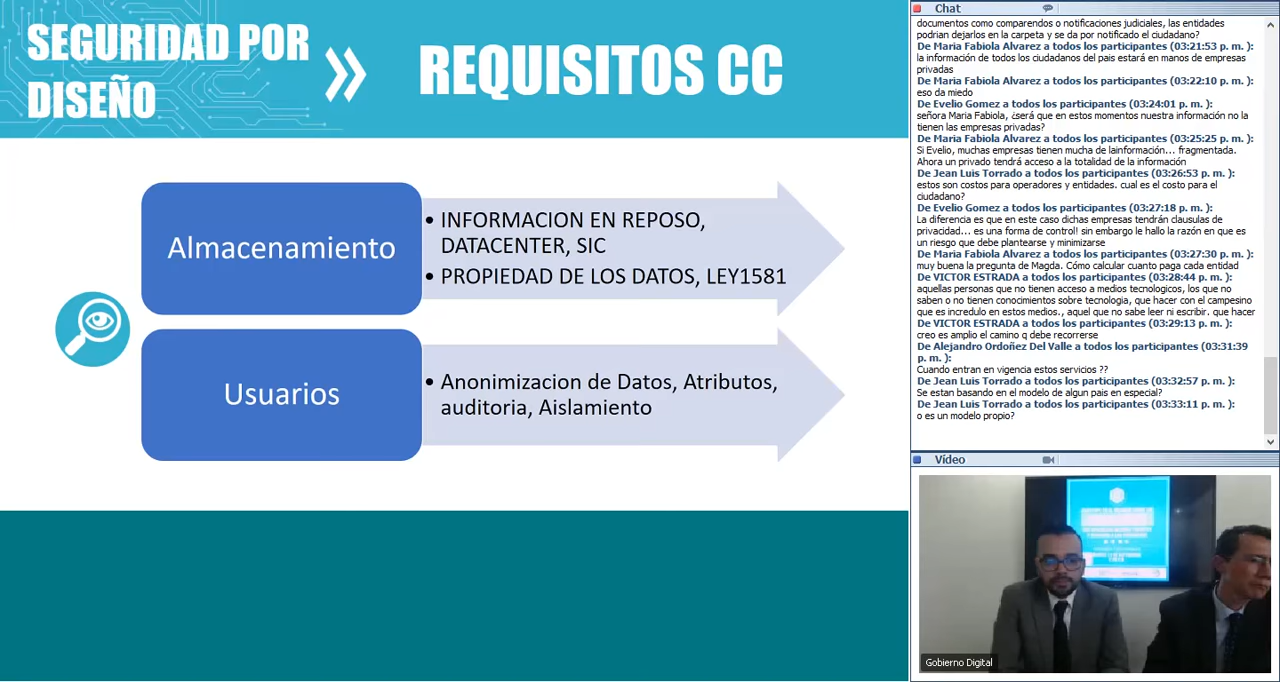 SEGURIDAD POR
DISEÑO
REQUISITOS CC
Almacenamiento
• INFORMACION EN REPOSO,
DATACENTER, SIC
• PROPIEDAD DE LOS DATOS, LEY1581
Usuarios
• Anonimizacion de Datos, Atributos,
auditoria, Aislamiento
Chat
documentos como comparendos o notificaciones judiciales, las entidades
podrian dejarlos en la carpeta y se da por notificado el ciudadano?
De Maria Fabiola Alvarez a todos los participantes (03:21:53 p. m. ):
la información de todos los ciudadanos del pais estará en manos de empresas
privadas
De Maria Fabiola Alvarez a todos los participantes (03:22:10 p. m. ):
eso da miedo
De Evelio Gomez a todos los participantes (03:24:01 p. m. ):
señora Maria Fabiola, ¿será que en estos momentos nuestra información no la
tienen las empresas privadas?
De Maria Fabiola Alvarez a todos los participantes (03:25:25 p. m. ):
Si Evelio, muchas empresas tienen mucha de lainformación... fragmentada.
Ahora un privado tendrá acceso a la totalidad de la información
De Jean Luis Torrado a todos los participantes (03:26:53 p. m. ):
estos son costos para operadores y entidades. cual es el costo para el
ciudadano?
De Evelio Gomez a todos los participantes (03:27:18 p. m. ):
La diferencia es que en este caso dichas empresas tendrán clausulas de
privacidad... es una forma de control! sin embargo le hallo la razón en que es
un riesgo que debe plantearse y minimizarse
De Maria Fabiola Alvarez a todos los participantes (03:27:30 p. m. ):
muy buena la pregunta de Magda. Cómo calcular cuanto paga cada entidad
De VICTOR ESTRADA a todos los participantes (03:28:44 p. m. ):
aquellas personas que no tienen acceso a medios tecnologicos, los que no
saben o no tienen conocimientos sobre tecnologia, que hacer con el campesino
que es incredulo en estos medios., aquel que no sabe leer ni escribir. que hacer
De VICTOR ESTRADA a todos los participantes (03:29:13 p. m. ):
creo es amplio el camino q debe recorrerse
De Alejandro Ordoñez Del Valle a todos los participantes (03:31:39
p. m. ):
Cuando entran en vigencia estos servicios ??
De Jean Luis Torrado a todos los participantes (03:32:57 p. m. ):
Se estan basando en el modelo de algun pais en especial?
De Jean Luis Torrado a todos los participantes (03:33:11 p. m. ):
o es un modelo propio?
Vídeo
Gobierno Digital